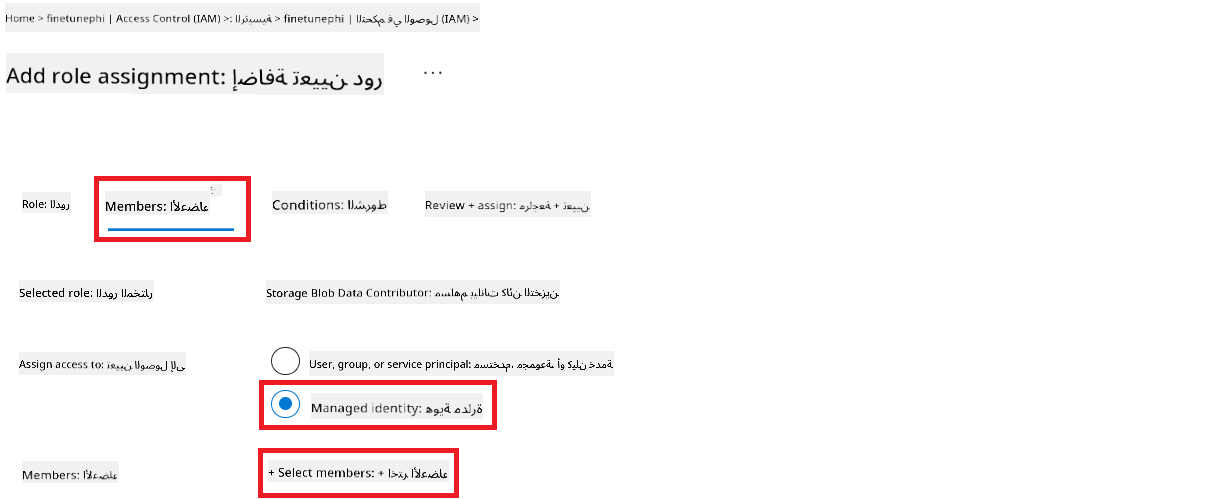 Home > finetunephi | Access Control (IAM) >: الرئيسية > finetunephi | التحكم في الوصول (IAM) >
Add role assignment: إضافة تعيين دور ...
Role: الدور
Members: الأعضاء
Conditions: الشروط
Review + assign: مراجعة + تعيين
Selected role: الدور المختار
Storage Blob Data Contributor: مساهم بيانات كائن التخزين
Assign access to: تعيين الوصول إلى
User, group, or service principal: مستخدم، مجموعة، أو كيان خدمة
Managed identity: هوية مدارة
Members: الأعضاء
+ Select members: + اختر الأعضاء